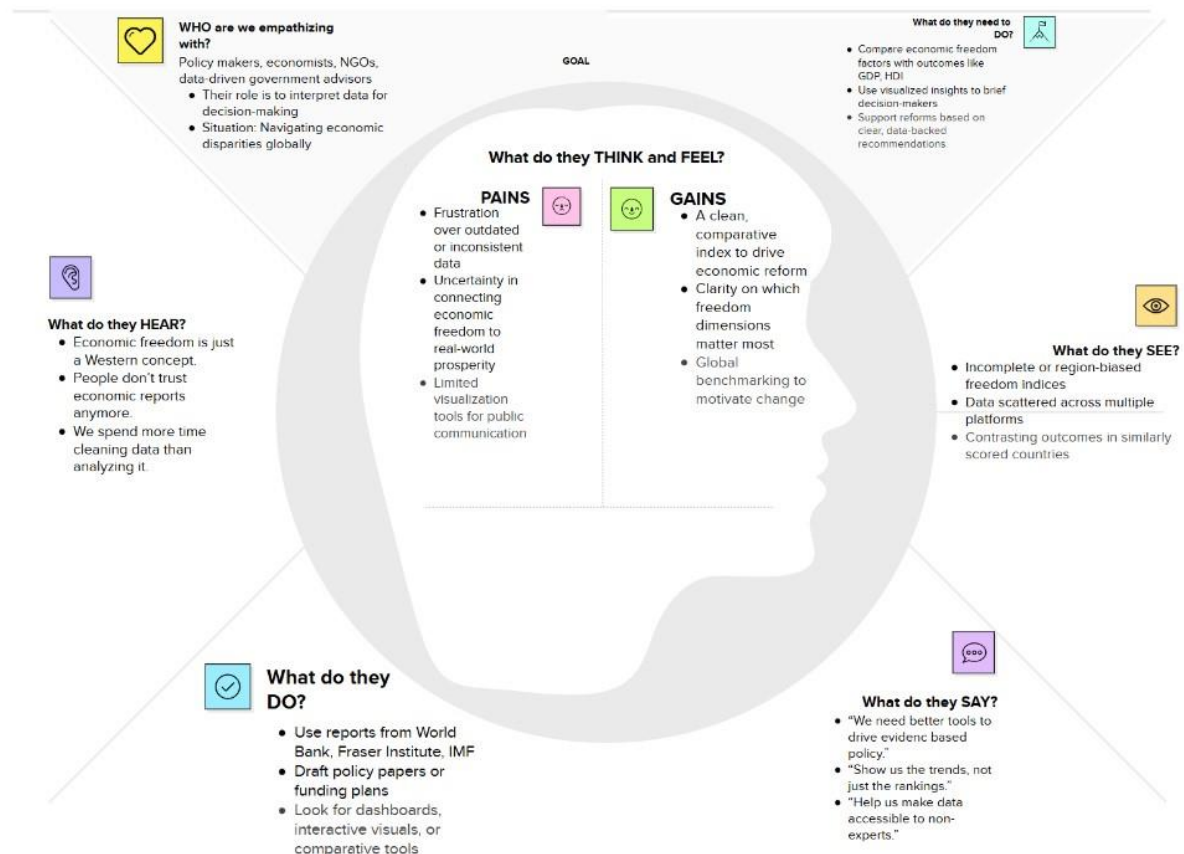 WHO are we empathizing
with?
Policy makers, economists, NGOs,
data-driven government advisors
• Their role is to interpret data for
decision-making
• Situation: Navigating economic
disparities globally
GOAL
What do they need to
DO?
• Compare economic freedom
factors with outcomes like
GDP, HDI
• Use visualized insights to brief
decision-makers
• Support reforms based on
clear, data-backed
recommendations
What do they THINK and FEEL?
PAINS
• Frustration
over outdated
or inconsistent
data
• Uncertainty in
connecting
economic
freedom to
real-world
prosperity
• Limited
visualization
tools for public
communication
GAINS
• A clean,
comparative
index to drive
economic reform
• Clarity on which
freedom
dimensions
matter most
• Global
benchmarking to
motivate change
What do they HEAR?
• Economic freedom is just
a Western concept.
• People don't trust
economic reports
anymore.
• We spend more time
cleaning data than
analyzing it.
What do they SEE?
• Incomplete or region-biased
freedom indices
• Data scattered across multiple
platforms
• Contrasting outcomes in similarly
scored countries
What do they
DO?
• Use reports from World
Bank, Fraser Institute, IMF
• Draft policy papers or
funding plans
• Look for dashboards,
interactive visuals, or
comparative tools
What do they SAY?
• "We need better tools to
drive evidenc based
policy."
• "Show us the trends, not
just the rankings."
• "Help us make data
accessible to non-
experts."